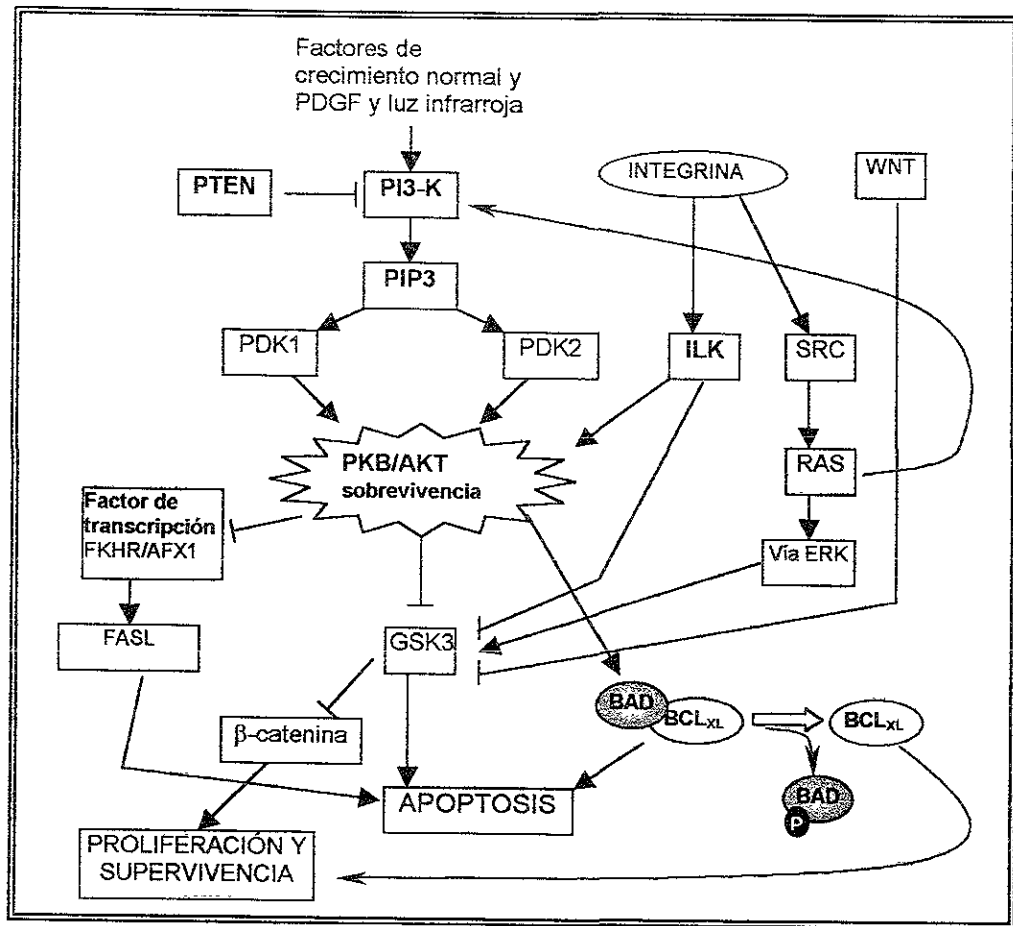 Factores de
crecimiento normal y
PDGF y luz infrarroja
PTEN
PI3-K
INTEGRINA
WNT
PIP3
PDK1
PDK2
ILK
SRC
PKB/AKT
sobrevivencia
RAS
Factor de
transcripción
FKHR/AFX1
Vía ERK
FASL
GSK3
BAD
BCLXL
BCLXL
β-catenina
BAD
P
APOPTOSIS
PROLIFERACIÓN Y
SUPERVIVENCIA